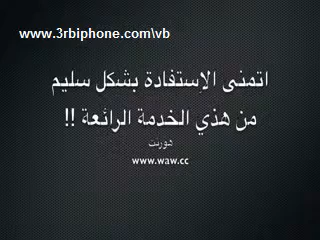 www.3rbiphone.com\vb
اتمنى الإستفادة بشكل سليم
من هذي الخدمة الرائعة !!
www.waw.cc